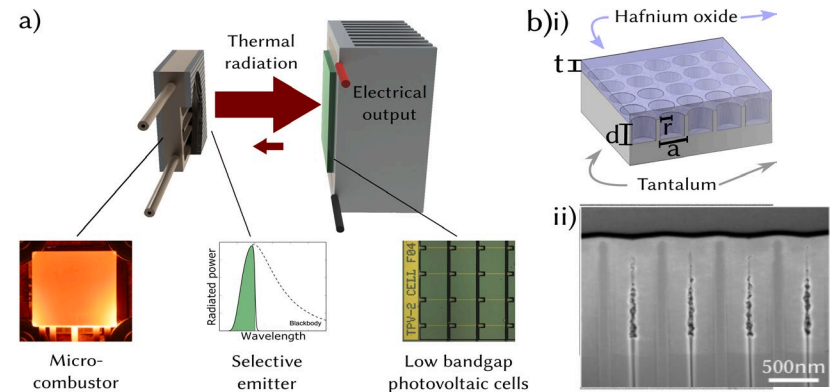 a)
Thermal
radiation
Electrical
output
TPV-2 CELL F04
Radiated power
Blackbody
Wavelength
Micro-
combustor
Selective
emitter
Low bandgap
photovoltaic cells
b)i)
Hafnium oxide
t
d
r
a
Tantalum
ii)
500nm